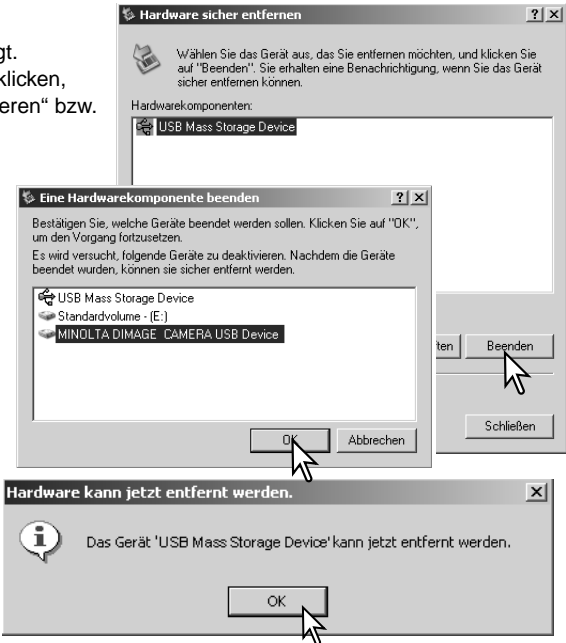 gt.
klicken,
eren“ bzw.
Hardware sicher entfernen
Wählen Sie das Gerät aus, das Sie entfernen möchten, und klicken Sie
auf "Beenden". Sie erhalten eine Benachrichtigung, wenn Sie das Gerät
sicher entfernen können.
Hardwarekomponenten:
USB Mass Storage Device
ften
Beenden
Schließen
Eine Hardwarekomponente beenden
Bestätigen Sie, welche Geräte beendet werden sollen. Klicken Sie auf "OK",
um den Vorgang fortzusetzen.
Es wird versucht, folgende Geräte zu deaktivieren. Nachdem die Geräte
beendet wurden, können sie sicher entfernt werden.
USB Mass Storage Device
Standardvolume - (E:)
MINOLTA DIMAGE CAMERA USB Device
OK
Abbrechen
Hardware kann jetzt entfernt werden.
Das Gerät 'USB Mass Storage Device' kann jetzt entfernt werden.
OK